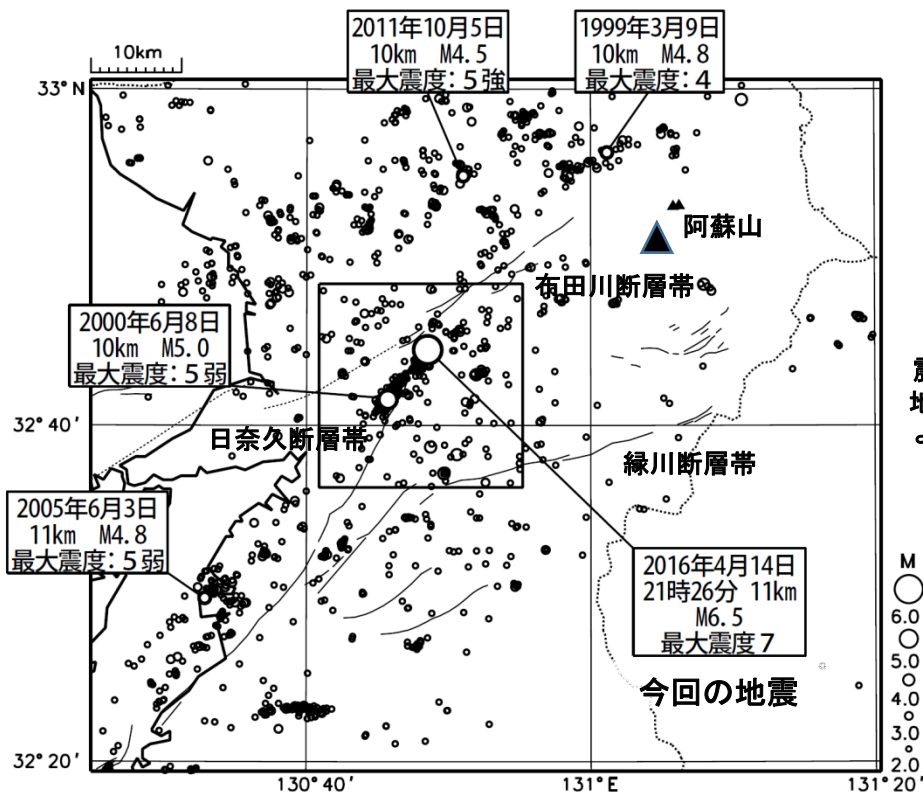 10km
2011年10月5日
10km M4.5
最大震度:5強
1999年3月9日
10km M4.8
最大震度:4
33°N
阿蘇山
布田川断層帯
2000年6月8日
10km M5.0
最大震度:5弱
32°40′
日奈久断層帯
緑川断層帯
2005年6月3日
11km M4.8
最大震度:5弱
2016年4月14日
21時26分 11km
M6.5
最大震度7
今回の地震
32°20′
130°40′
131°E
131°20′
震
地
M
6.0
5.0
4.0
3.0
2.0